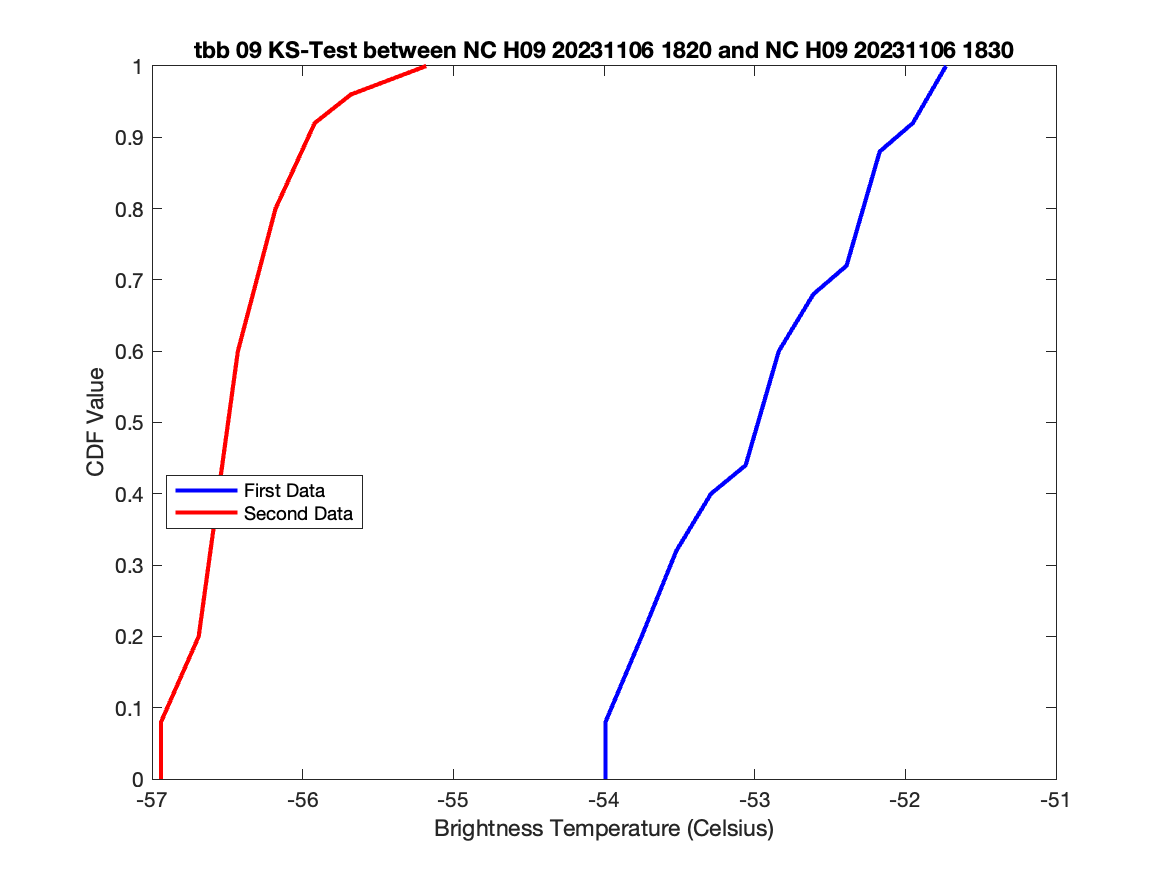 tbb 09 KS-Test between NC H09 20231106 1820 and NC H09 20231106 1830
1
0.9
0.8
0.7
0.6
0.5
0.4
0.3
0.2
0.1
0
CDF Value
First Data
Second Data
-57 -56 -55 -54 -53 -52 -51
Brightness Temperature (Celsius)